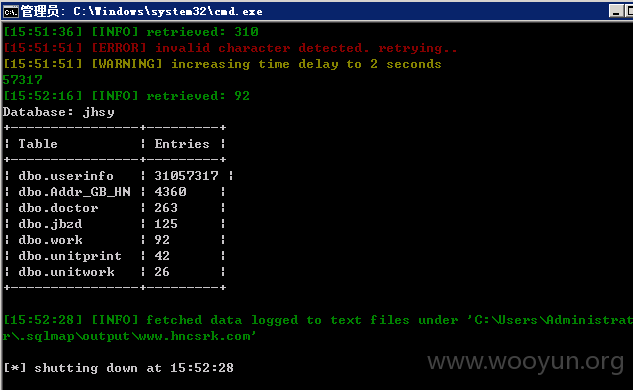 管理员: C:\Windows\system32\cmd.exe
[15:51:36] [INFO] retrieved: 310
[15:51:51] [ERROR] invalid character detected. retrying..
[15:51:51] [WARNING] increasing time delay to 2 seconds
57317
[15:52:16] [INFO] retrieved: 92
Database: jhsy
+----------------+---------+
¦ Table ¦ Entries ¦
+----------------+---------+
¦ dbo.userinfo ¦ 31057317 ¦
¦ dbo.Addr_GB_HN ¦ 4360 ¦
¦ dbo.doctor ¦ 263 ¦
¦ dbo.jbzd ¦ 125 ¦
¦ dbo.work ¦ 92 ¦
¦ dbo.unitprint ¦ 42 ¦
¦ dbo.unitwork ¦ 26 ¦
+----------------+---------+
[15:52:28] [INFO] fetched data logged to text files under 'C:\Users\Administrat
r\.sqlmap\output\www.hncsrk.com'
[*] shutting down at 15:52:28
www.wooyun.org